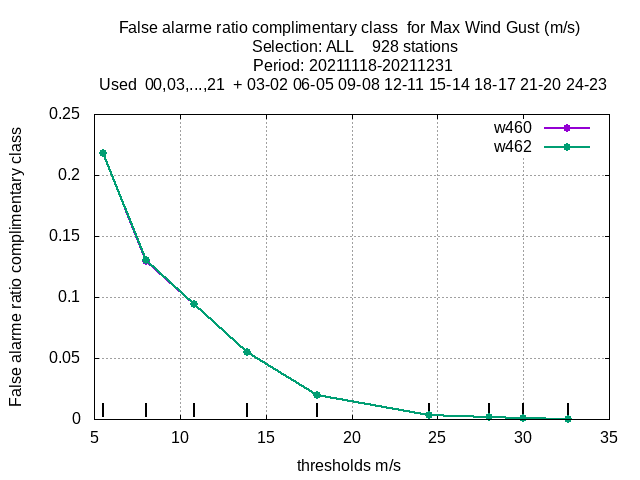 False alarme ratio complimentary class  for Max Wind Gust (m/s)
Selection: ALL    928 stations
Period: 20211118-20211231
Used  00,03,...,21  + 03-02 06-05 09-08 12-11 15-14 18-17 21-20 24-23
w460
w462
False alarme ratio complimentary class
0.25
0.2
0.15
0.1
0.05
0
5 10 15 20 25 30 35
thresholds m/s